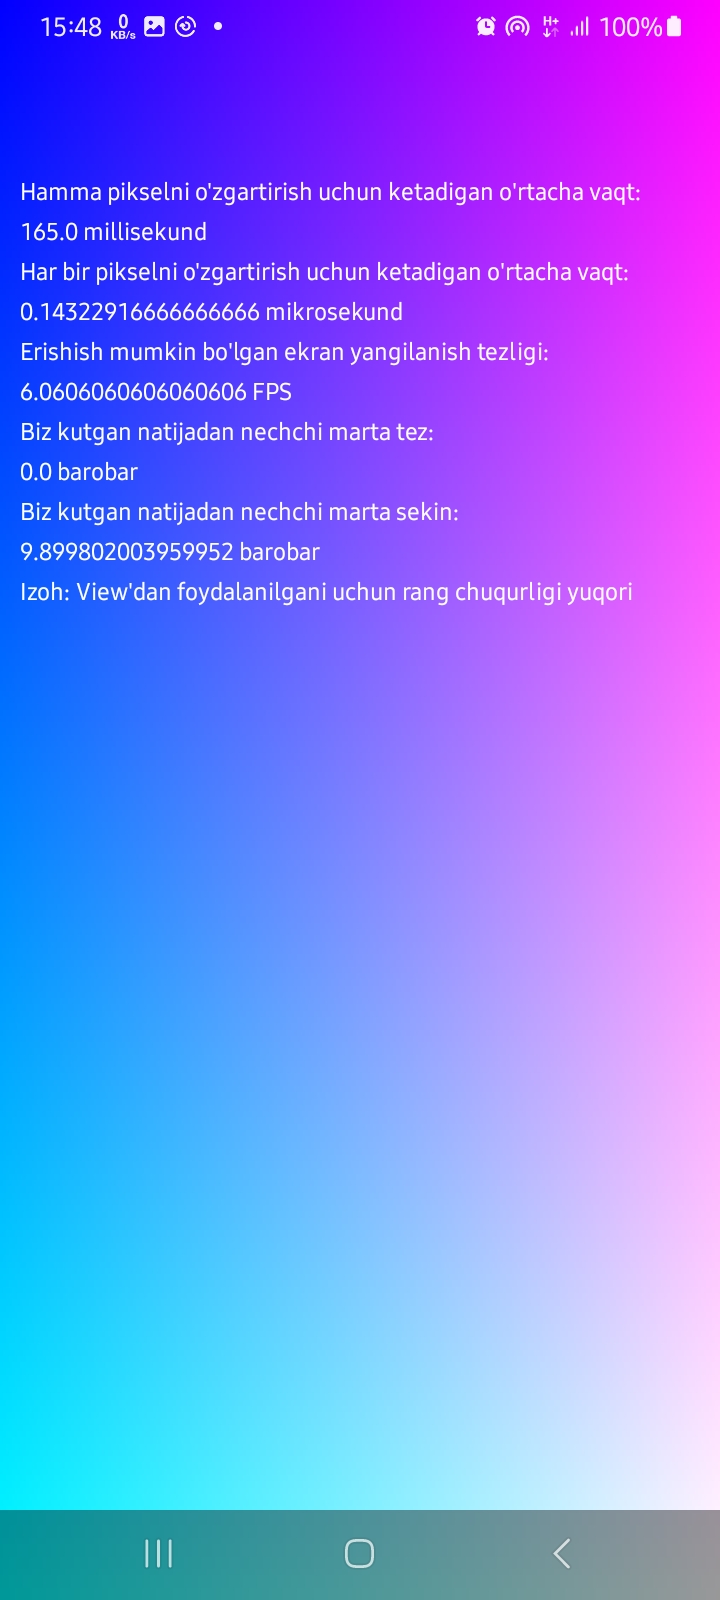 15:48 0 KB/s H+ 100%
Hamma pikselni o'zgartirish uchun ketadigan o'rtacha vaqt:
165.0 millisekund
Har bir pikselni o'zgartirish uchun ketadigan o'rtacha vaqt:
0.14322916666666666 mikrosekund
Erishish mumkin bo'lgan ekran yangilanish tezligi:
6.0606060606060606 FPS
Biz kutgan natijadan nechchi marta tez:
0.0 barobar
Biz kutgan natijadan nechchi marta sekin:
9.899802003959952 barobar
Izoh: View'dan foydalanilgani uchun rang chuqurligi yuqori